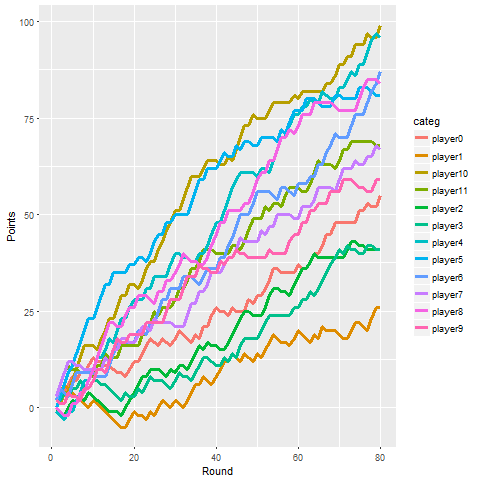 100
75
50
25
0
Points
0
20
40
60
80
Round
categ
player0
player1
player10
player11
player2
player3
player4
player5
player6
player7
player8
player9